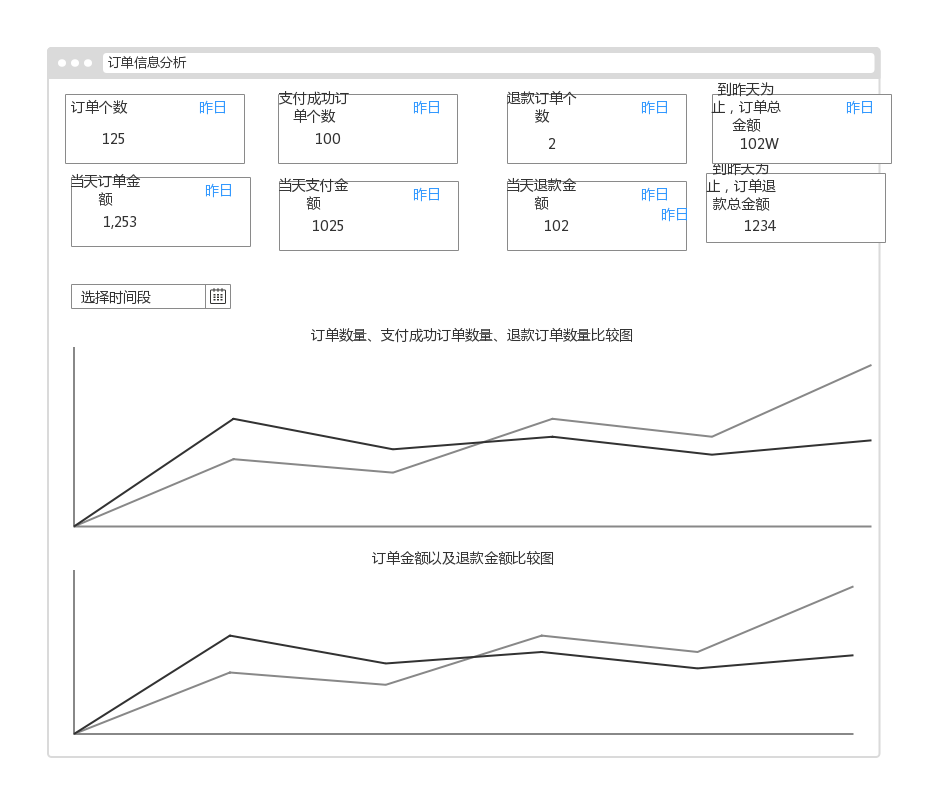 订单信息分析
订单个数
昨日
125
支付成功订
单个数
昨日
100
退款订单个
数
昨日
2
到昨天为
止，订单总
金额
昨日
102W
当天订单金
额
昨日
1,253
当天支付金
额
昨日
1025
当天退款金
额
昨日
昨日
102
到昨天为
止，订单退
款总金额
1234
选择时间段
订单数量、支付成功订单数量、退款订单数量比较图
订单金额以及退款金额比较图